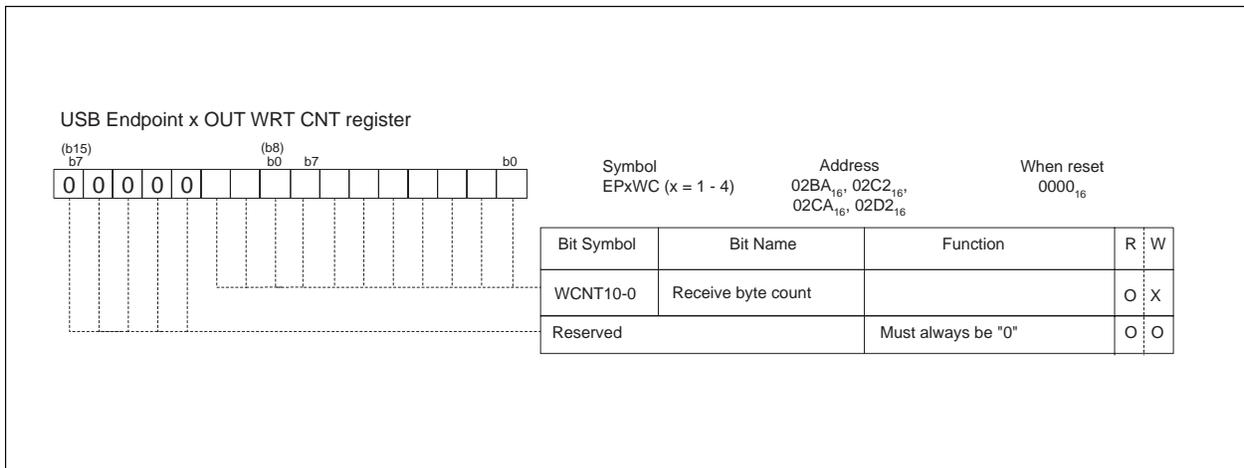 USB Endpoint x OUT WRT CNT register
(b15) (b8)
b7 b0 b7 b0
0 0 0 0 0
Symbol Address When reset
EPxWC (x = 1 - 4) 02BA16, 02C216, 000016
02CA16, 02D216
Bit Symbol Bit Name Function R W
WCNT10-0 Receive byte count O X
Reserved Must always be "0" O O